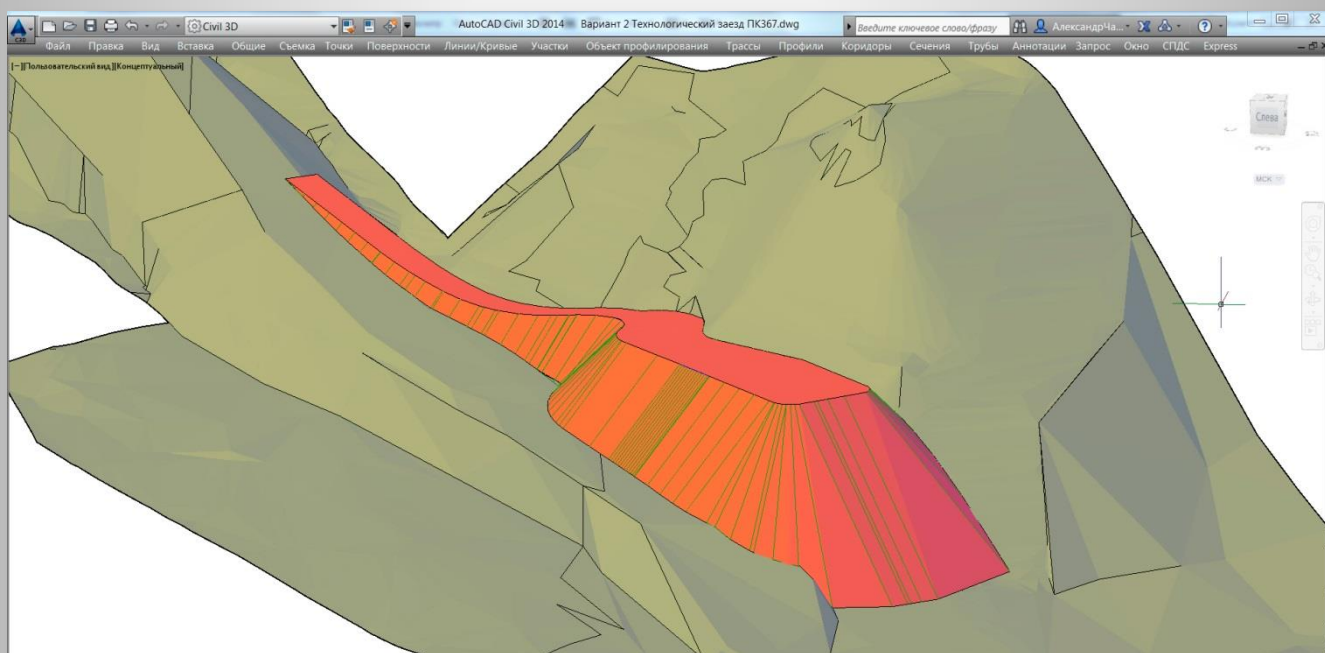 Civil 3D
AutoCAD Civil 3D 2014 Вариант 2 Технологический заезд ПК367.dwg
Введите ключевое слово/фразу
АлександрЧа...
Файл Правка Вид Вставка Общие Съемка Точки Поверхности Линии/Кривые Участки Объект профилирования Трассы Профили Коридоры Сечения Трубы Аннотации Запрос Окно СПДС Express
[−][Пользовательский вид][Концептуальный]
Слева
МСК